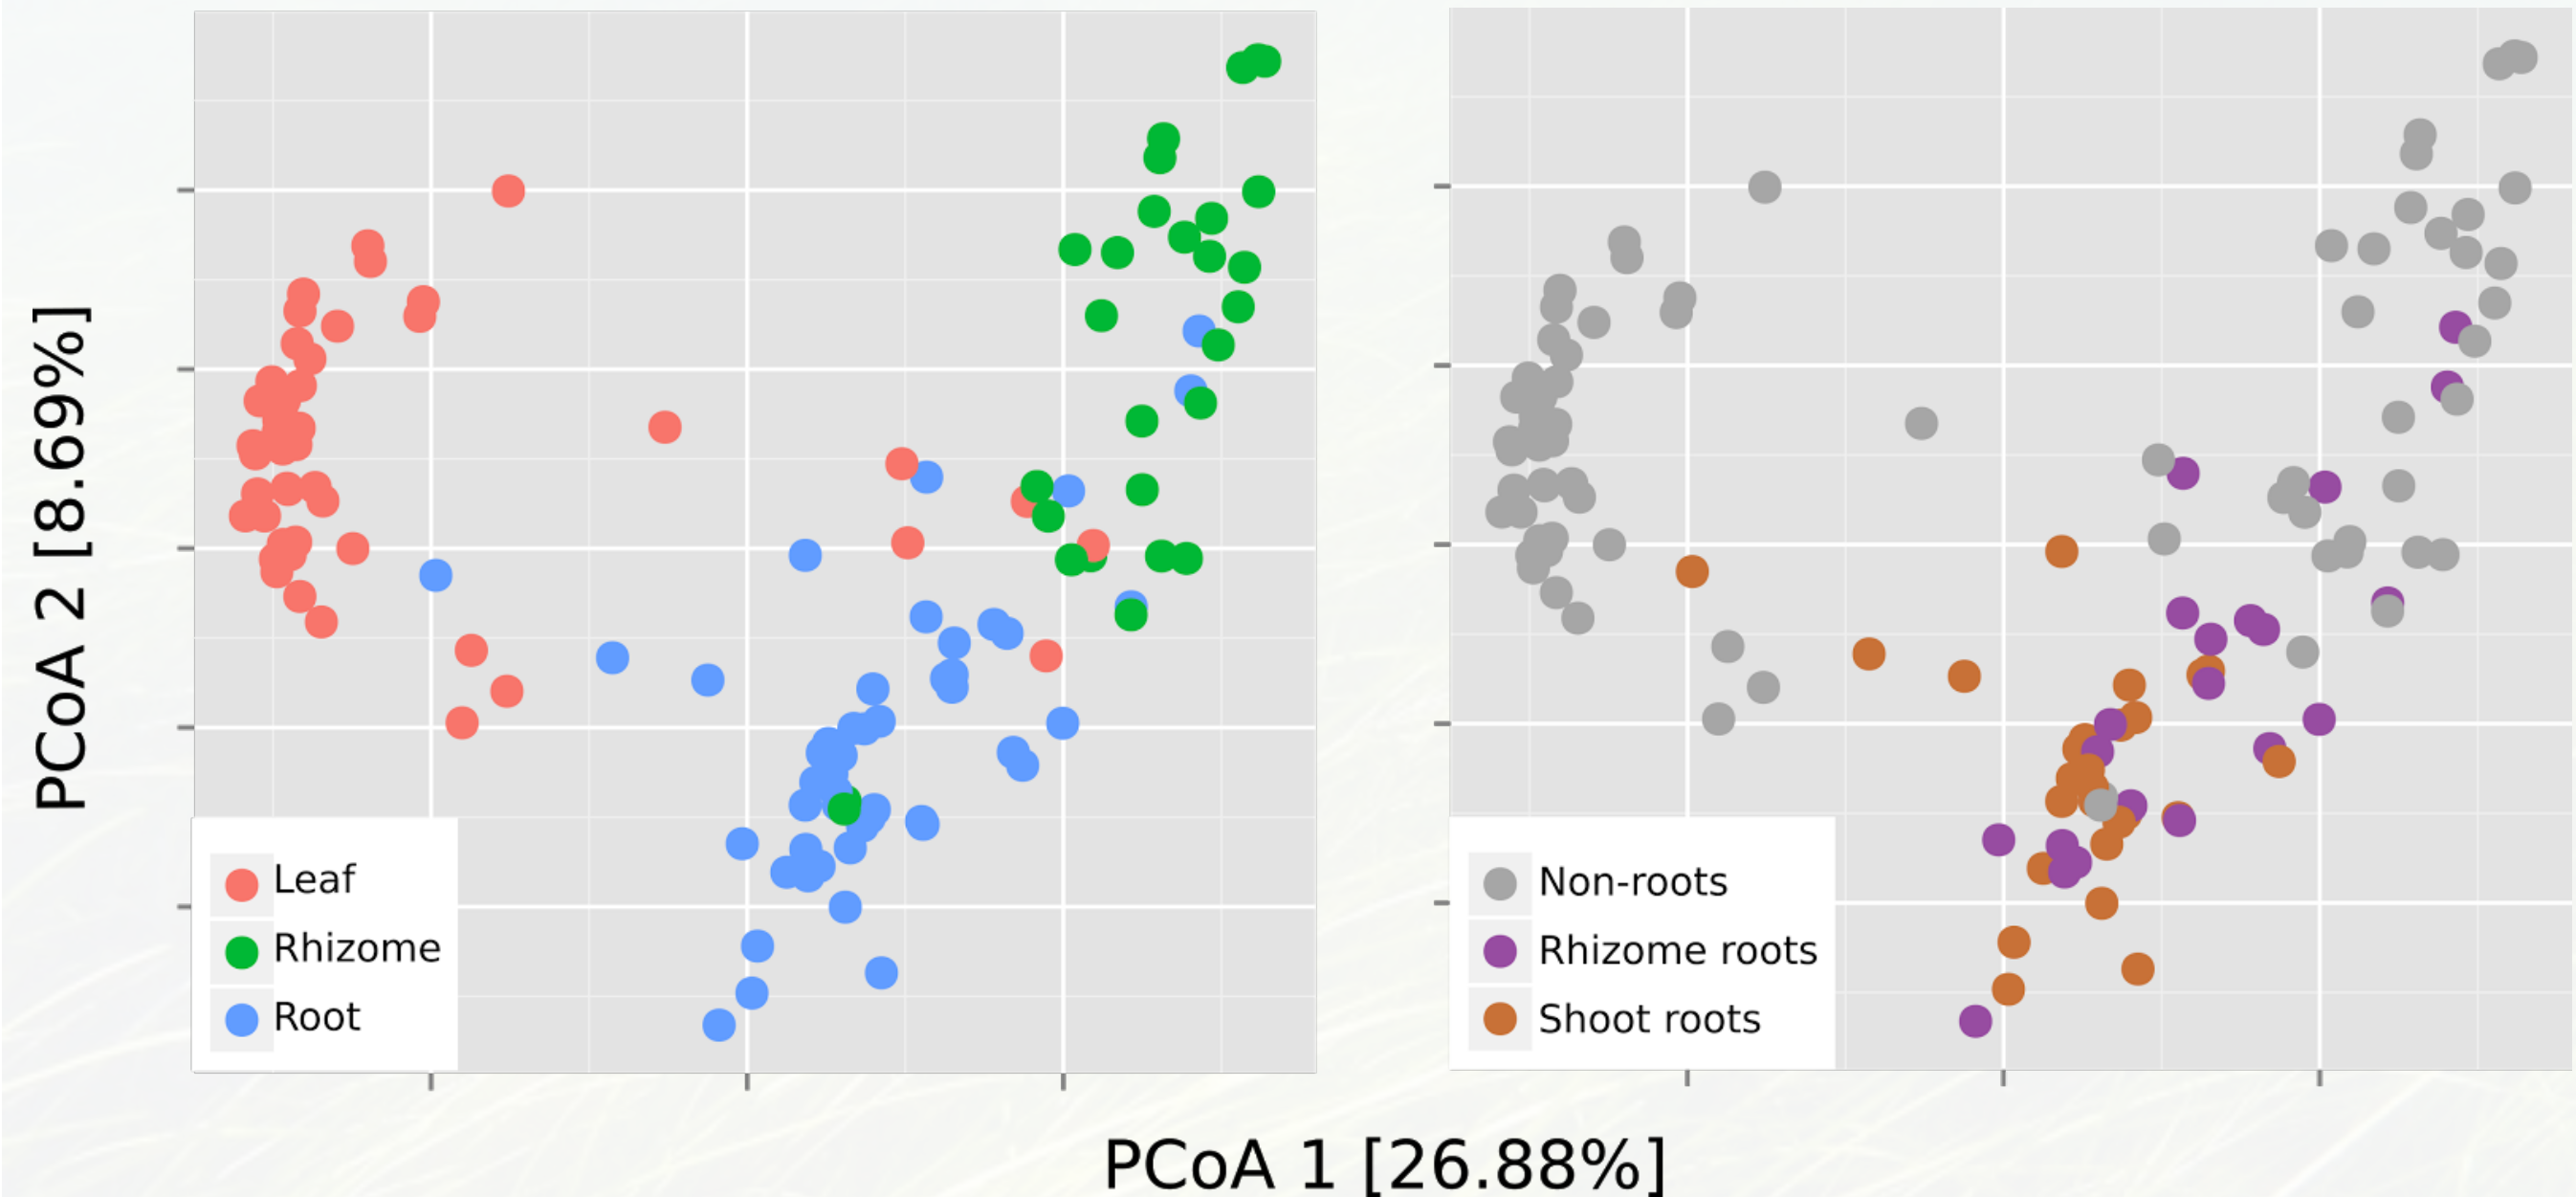 PCoA 2 [8.69%]
Leaf
Rhizome
Root
Non-roots
Rhizome roots
Shoot roots
PCoA 1 [26.88%]